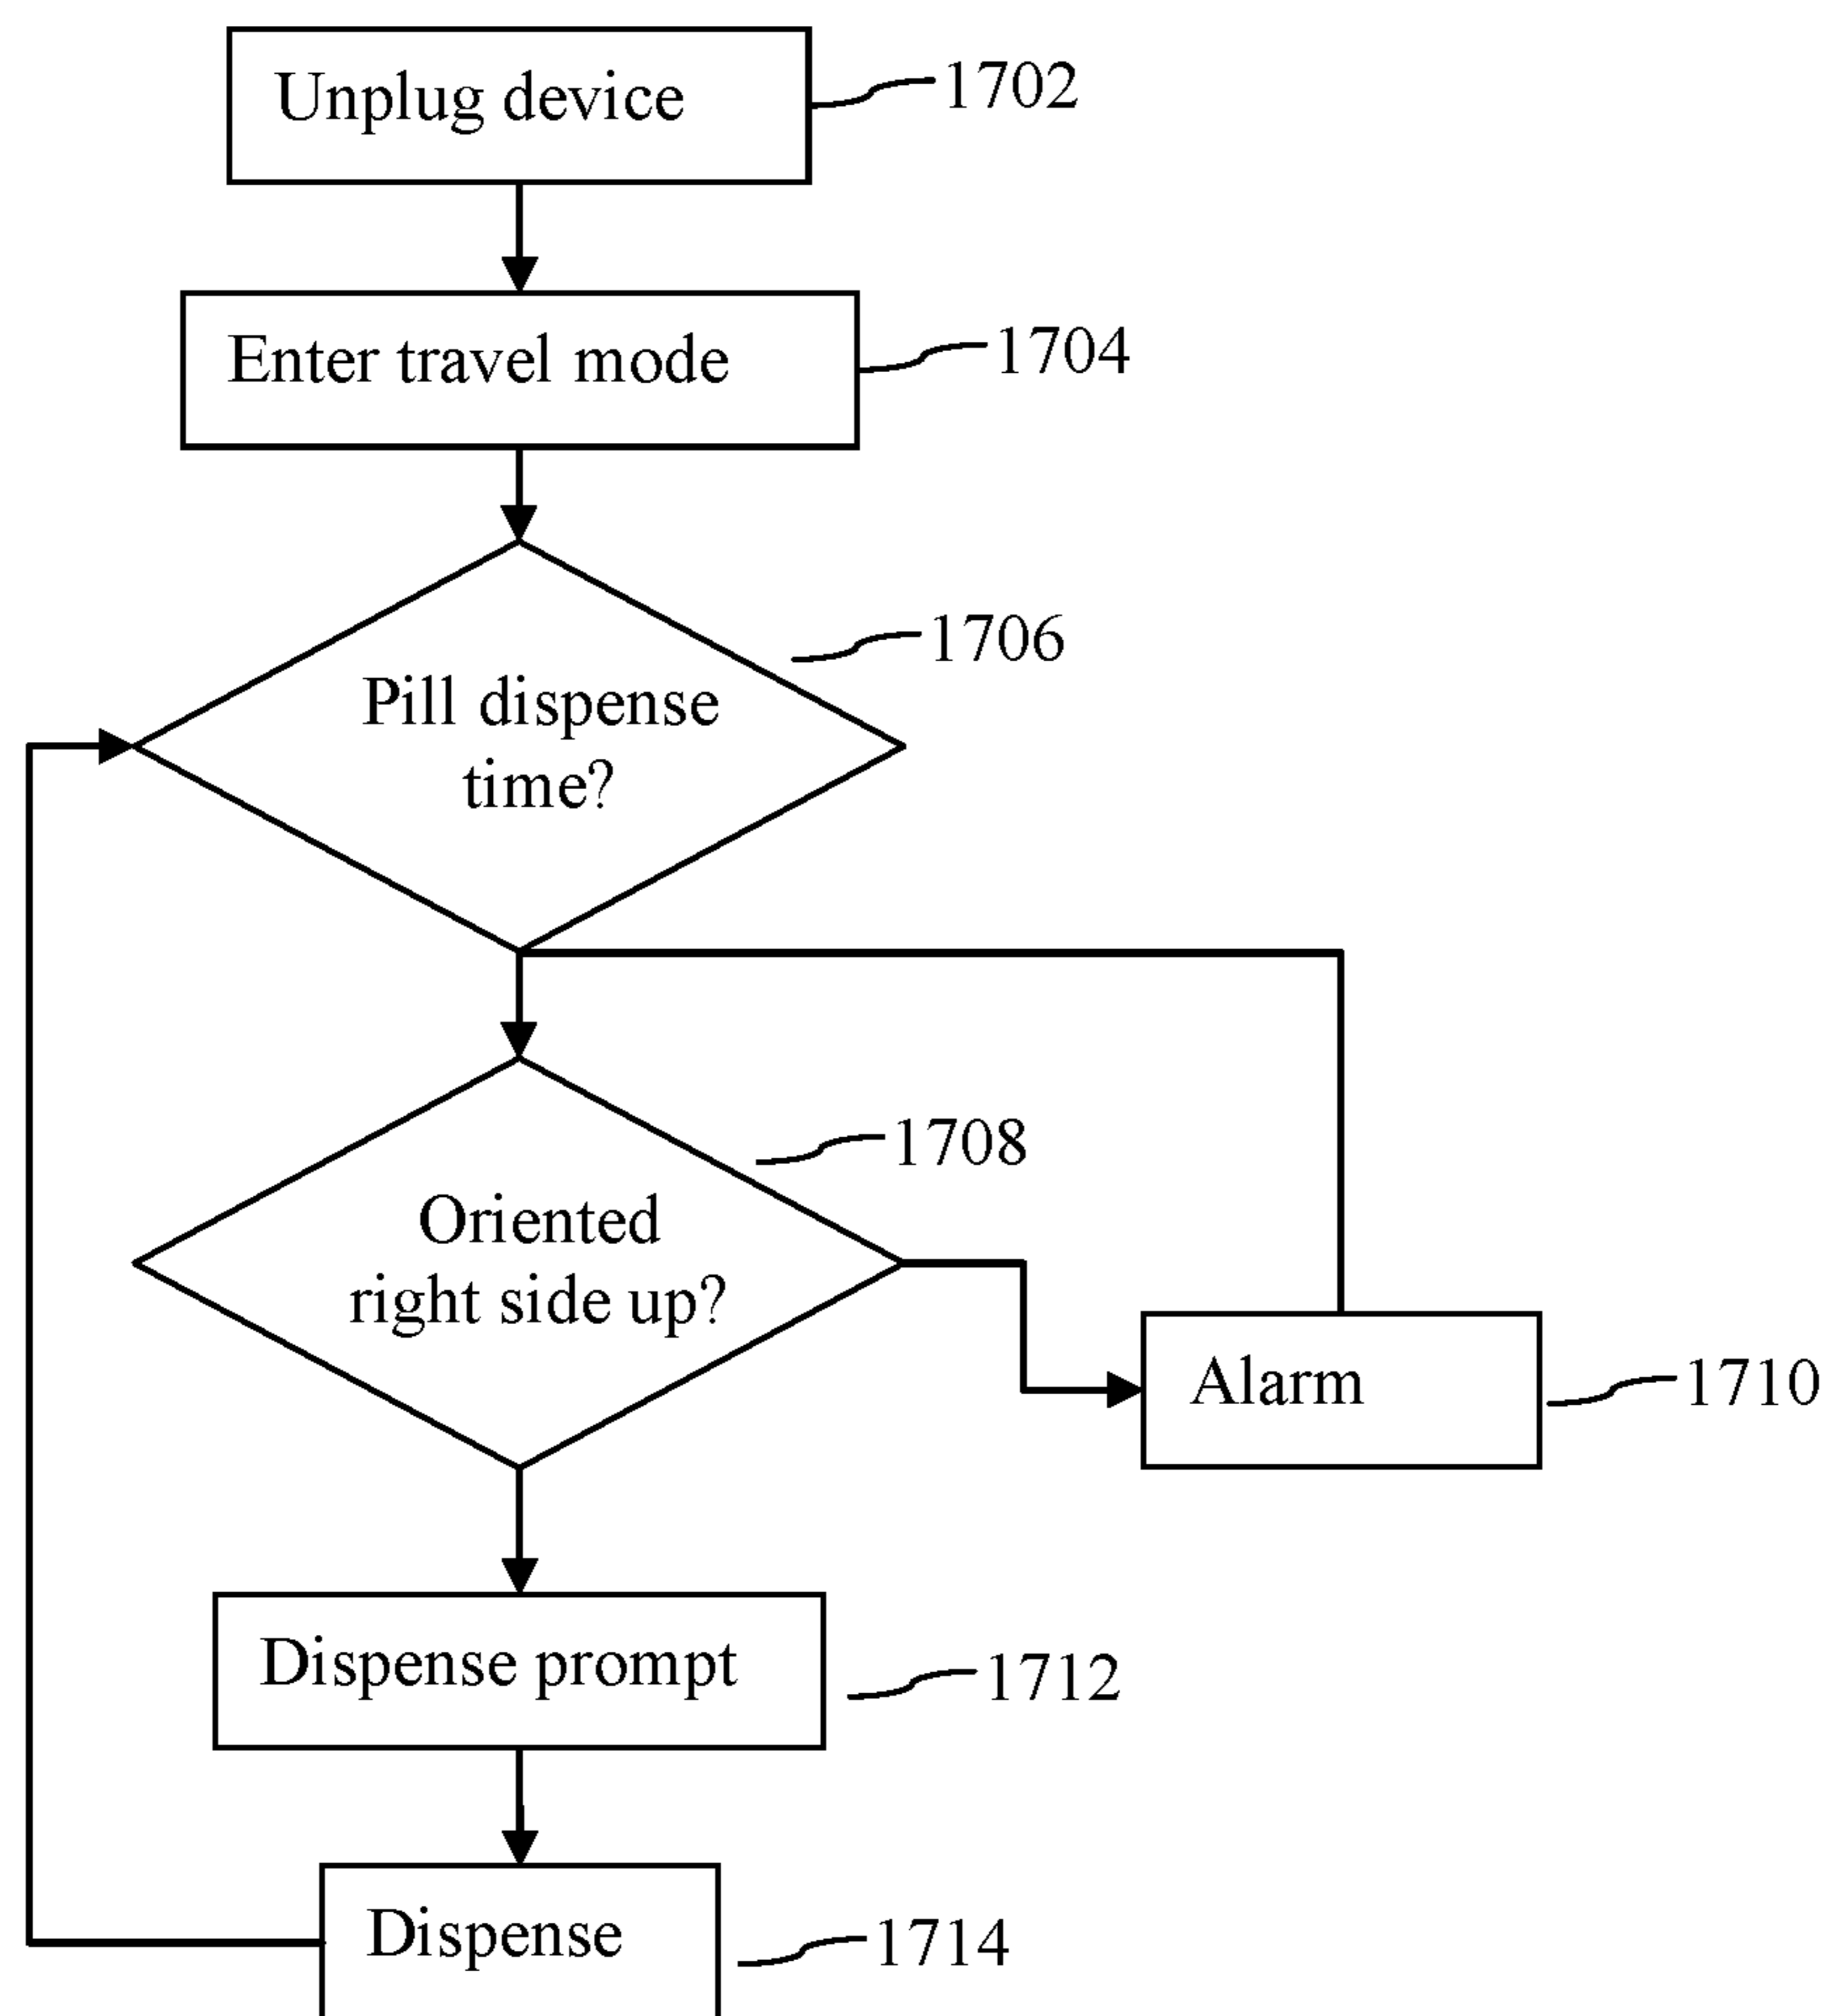 Unplug device
1702
Enter travel mode
1704
1706
Pill dispense
time?
1708
Oriented
right side up?
Alarm
1710
Dispense prompt
1712
Dispense
1714